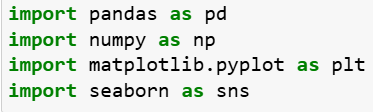 import pandas as pd
import numpy as np
import matplotlib.pyplot as plt
import seaborn as sns